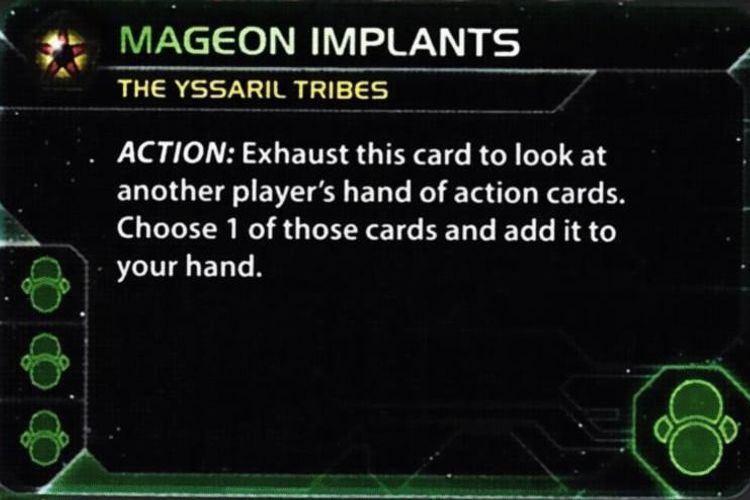 MAGEON IMPLANTS
THE YSSARIL TRIBES
ACTION: Exhaust this card to look at
another player's hand of action cards.
Choose 1 of those cards and add it to
your hand.